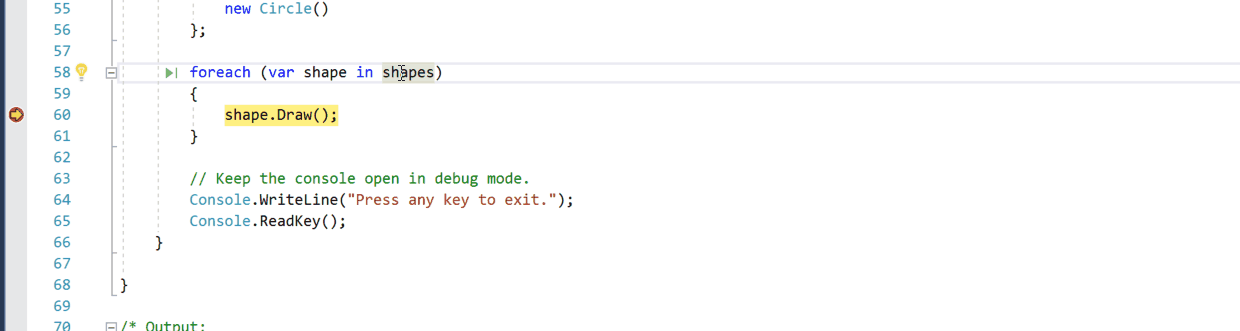 55 new Circle()
56 };
57
58 foreach (var shape in shapes)
59 {
60 shape.Draw();
61 }
62
63 // Keep the console open in debug mode.
64 Console.WriteLine("Press any key to exit.");
65 Console.ReadKey();
66 }
67
68 }
69
70 /* Output: